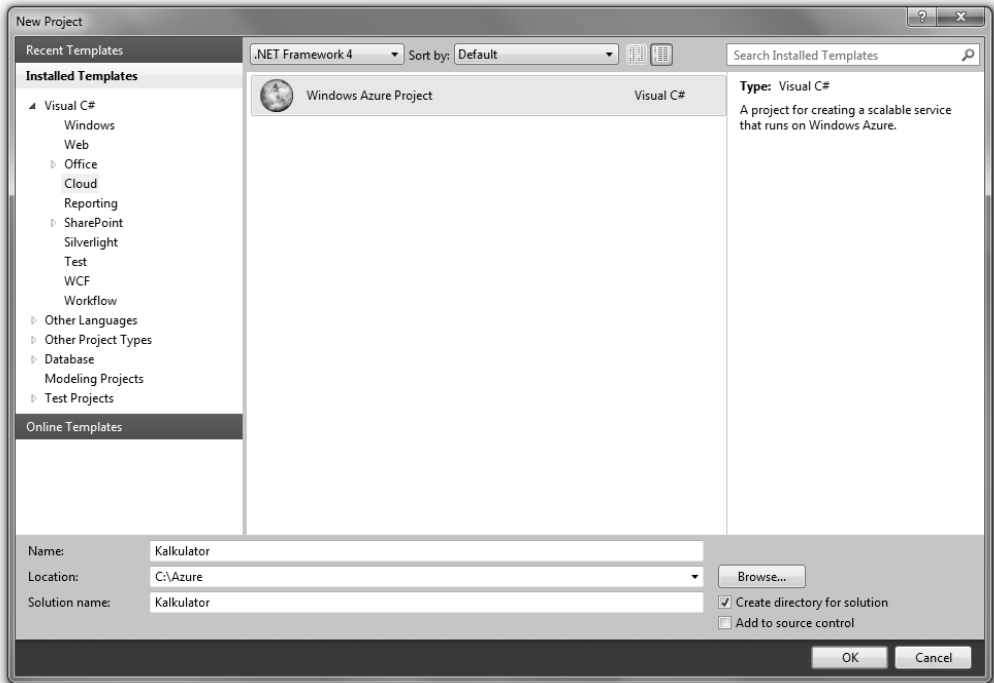 New Project
Recent Templates
Installed Templates
Visual C#
Windows
Web
Office
Cloud
Reporting
SharePoint
Silverlight
Test
WCF
Workflow
Other Languages
Other Project Types
Database
Modeling Projects
Test Projects
Online Templates
.NET Framework 4
Sort by: Default
Search Installed Templates
Windows Azure Project Visual C#
Type: Visual C#
A project for creating a scalable service
that runs on Windows Azure.
Name: Kalkulator
Location: C:\Azure
Browse...
Solution name: Kalkulator
Create directory for solution
Add to source control
OK
Cancel